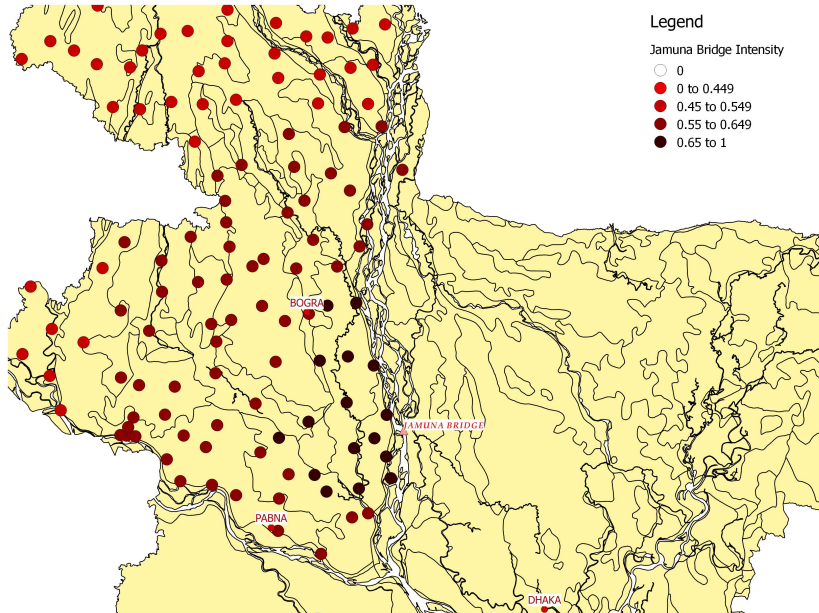 Legend
Jamuna Bridge Intensity
0
0 to 0.449
0.45 to 0.549
0.55 to 0.649
0.65 to 1
BOGRA
JAMUNA BRIDGE
PABNA
DHAKA